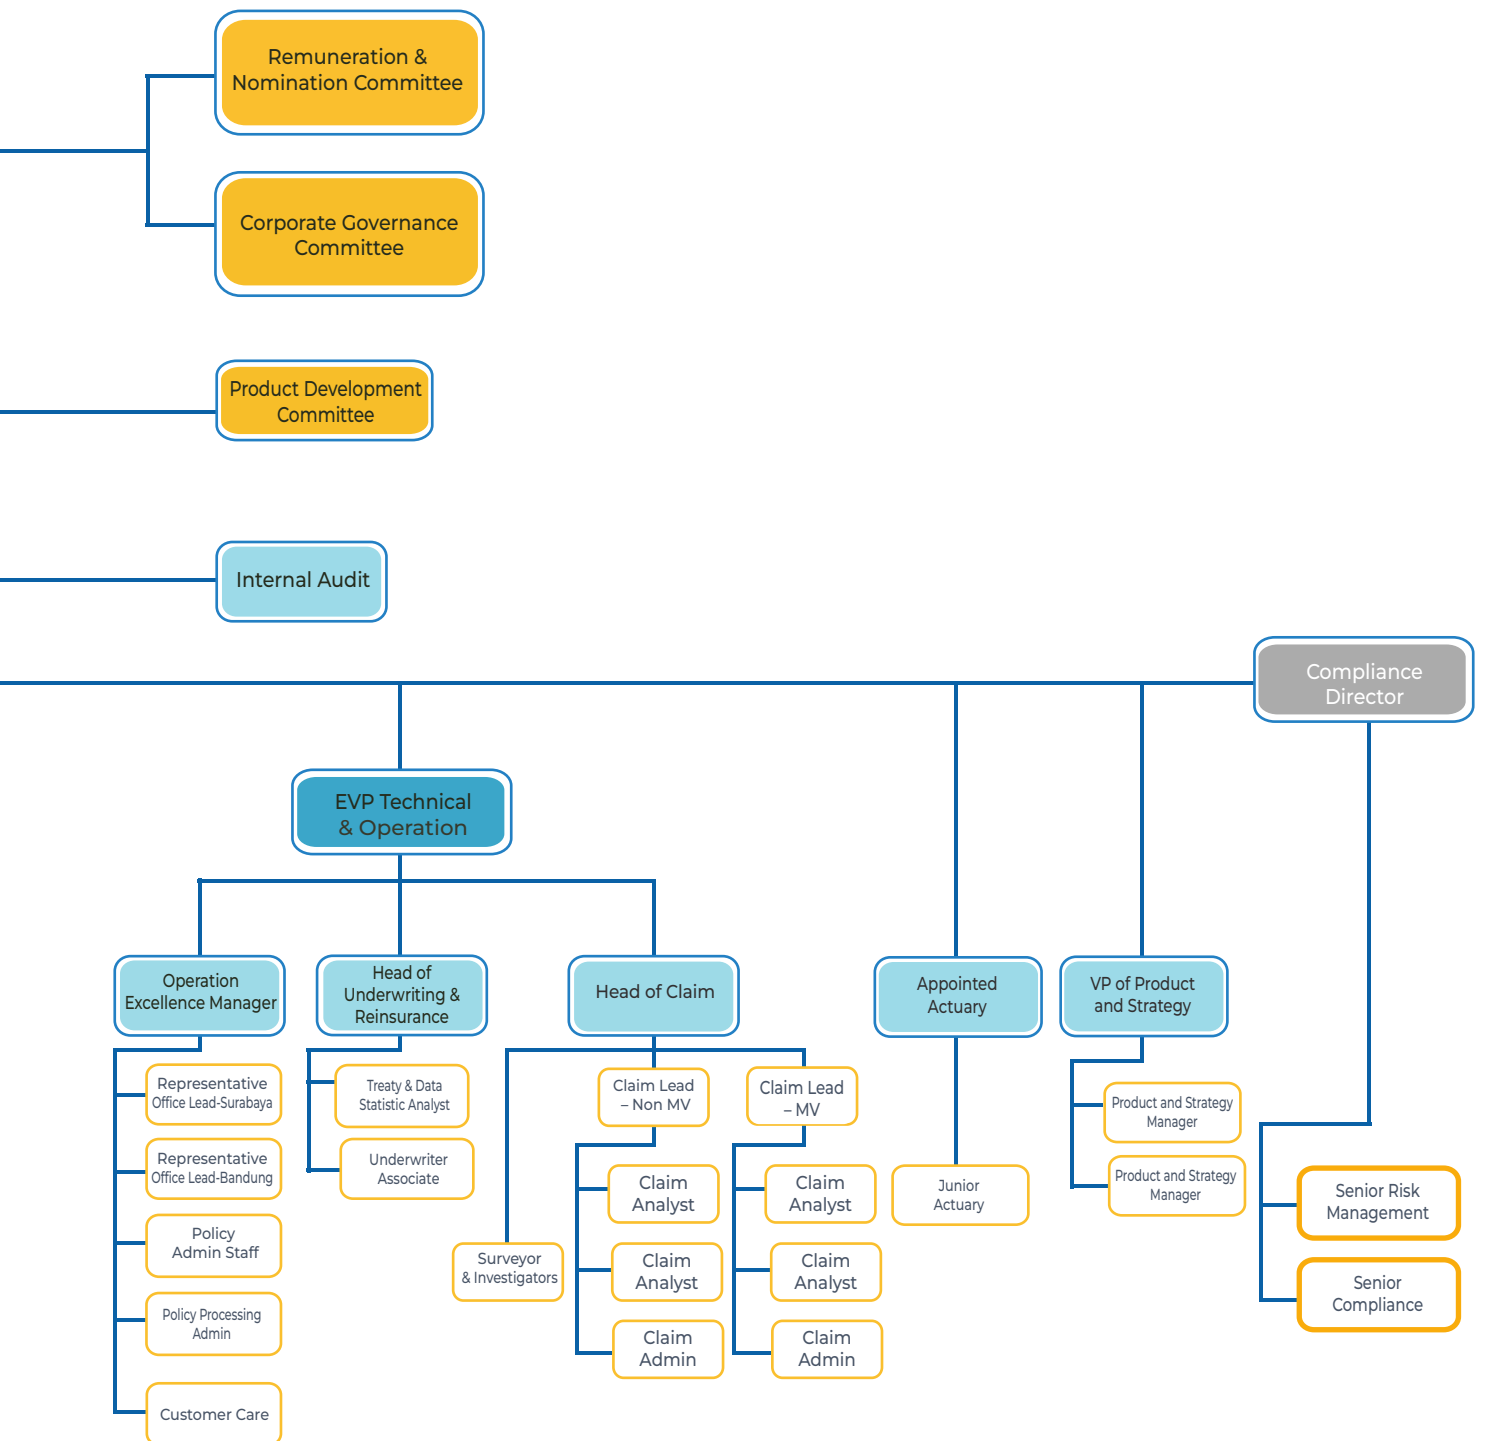 Remuneration &
Nomination Committee
Corporate Governance
Committee
Product Development
Committee
Internal Audit
Compliance
Director
EVP Technical
& Operation
Operation
Excellence Manager
Head of
Underwriting &
Reinsurance
Head of Claim
Appointed
Actuary
VP of Product
and Strategy
Representative
Office Lead-Surabaya
Representative
Office Lead-Bandung
Policy
Admin Staff
Policy Processing
Admin
Customer Care
Treaty & Data
Statistic Analyst
Underwriter
Associate
Surveyor
& Investigators
Claim Lead
– Non MV
Claim
Analyst
Claim
Analyst
Claim
Admin
Claim Lead
– MV
Claim
Analyst
Claim
Analyst
Claim
Admin
Junior
Actuary
Product and Strategy
Manager
Product and Strategy
Manager
Senior Risk
Management
Senior
Compliance